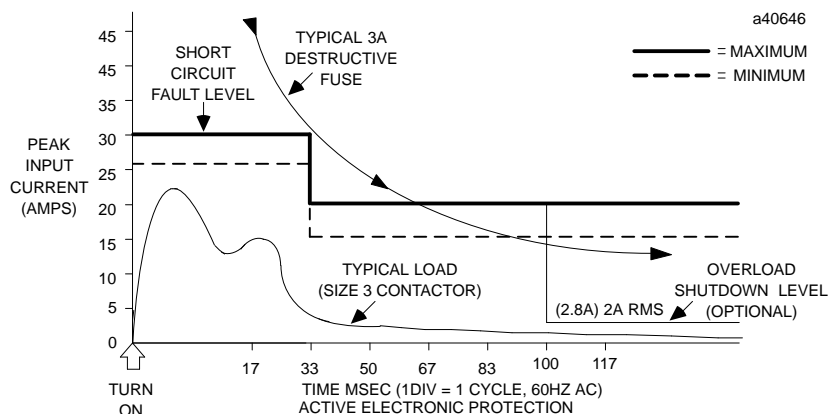 a40646
TYPICAL 3A
DESTRUCTIVE
FUSE
= MAXIMUM
= MINIMUM
SHORT
CIRCUIT
FAULT LEVEL
PEAK
INPUT
CURRENT
(AMPS)
45
40
45
35
30
25
20
15
10
5
0
TYPICAL LOAD
(SIZE 3 CONTACTOR)
(2.8A) 2A RMS
OVERLOAD
SHUTDOWN LEVEL
(OPTIONAL)
17
33
50
67
83
100
117
TURN
ON
TIME MSEC (1DIV = 1 CYCLE, 60HZ AC)
ACTIVE ELECTRONIC PROTECTION